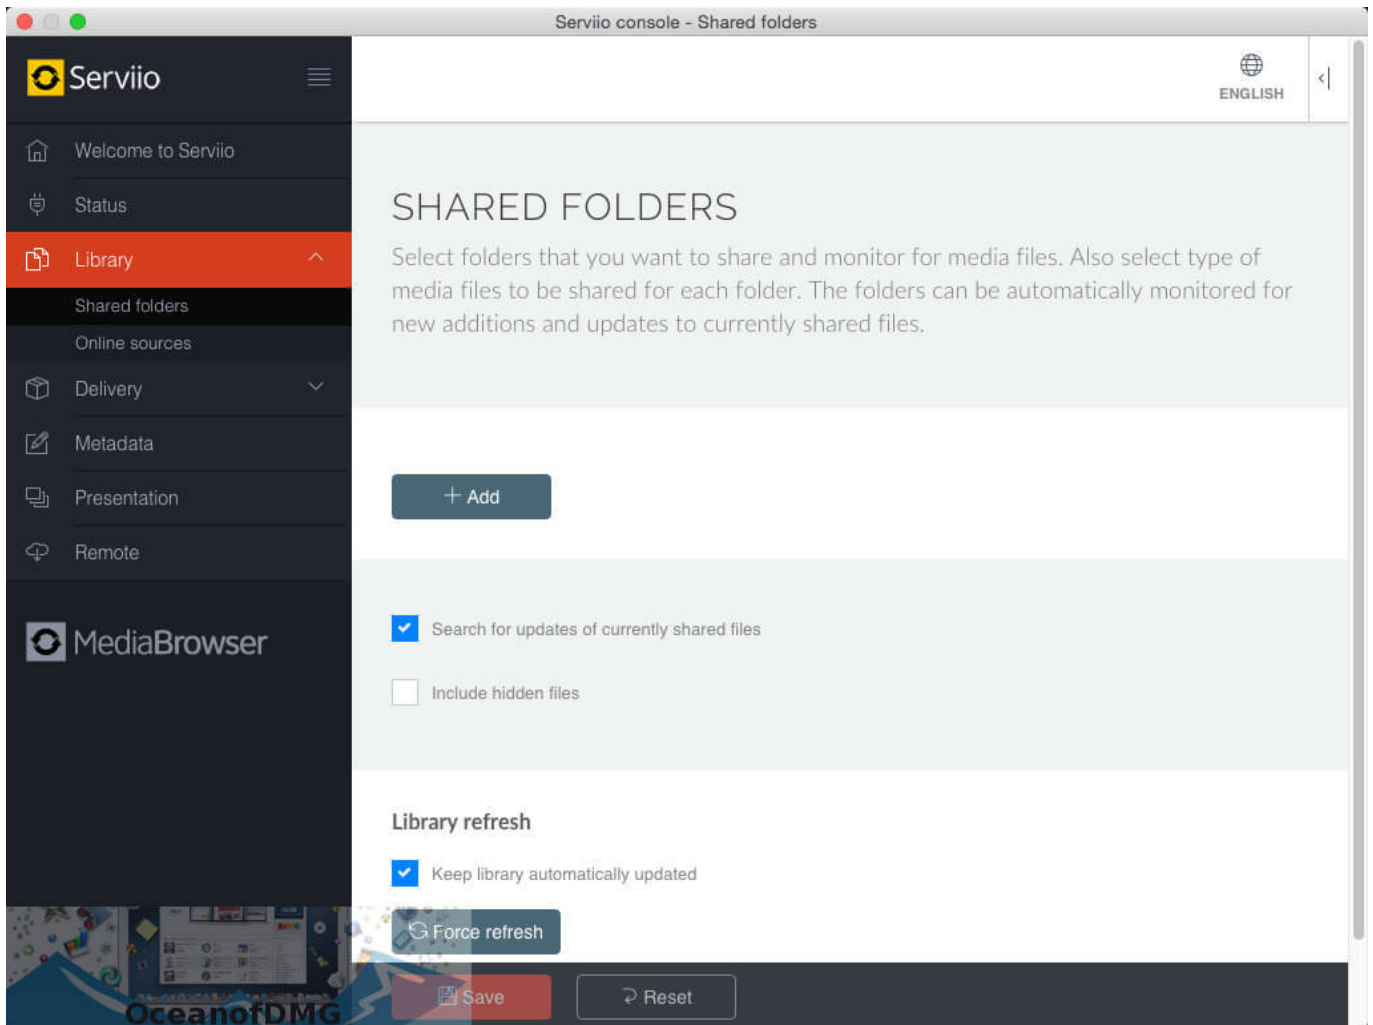 Serviio console - Shared folders
Serviio
ENGLISH
Welcome to Serviio
Status
Library
Shared folders
Online sources
Delivery
Metadata
Presentation
Remote
MediaBrowser
SHARED FOLDERS
Select folders that you want to share and monitor for media files. Also select type of
media files to be shared for each folder. The folders can be automatically monitored for
new additions and updates to currently shared files.
Add
Search for updates of currently shared files
Include hidden files
Library refresh
Keep library automatically updated
Force refresh
Save
Reset
OceanofDMG